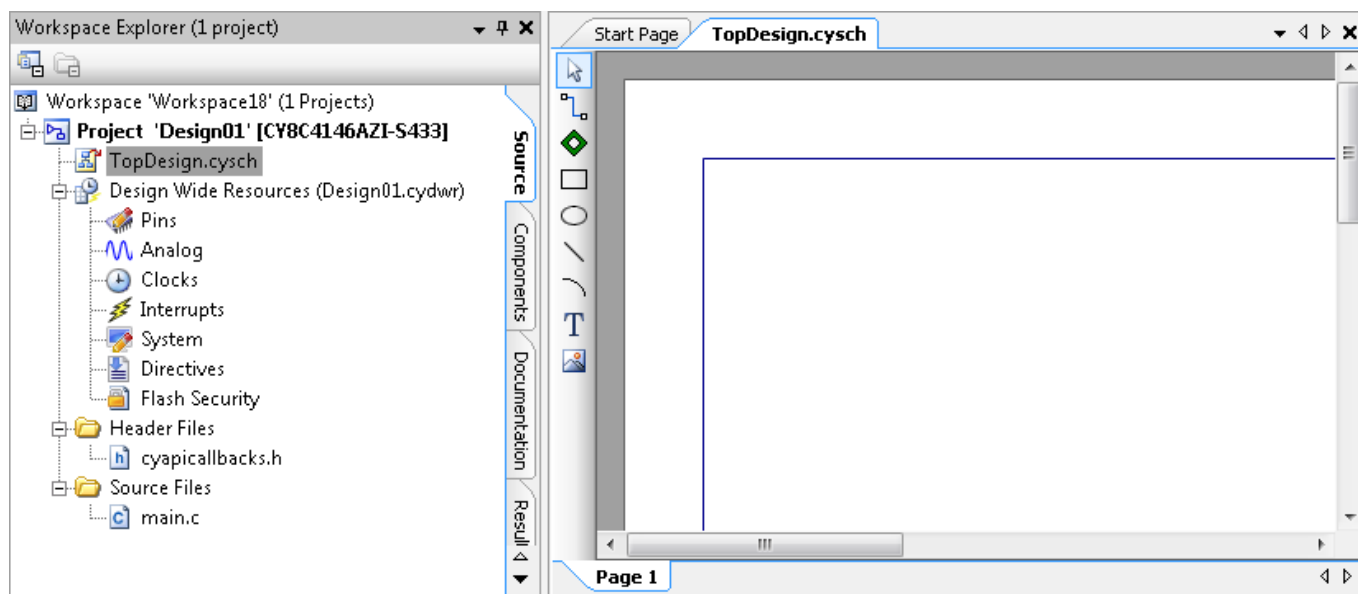 Workspace Explorer (1 project)
Workspace 'Workspace18' (1 Projects)
Project 'Design01' [CY8C4146AZI-S433]
TopDesign.cysch
Design Wide Resources (Design01.cydwr)
Pins
Analog
Clocks
Interrupts
System
Directives
Flash Security
Header Files
cyapicallbacks.h
Source Files
main.c
Source
Components
Documentation
Resul
Start Page
TopDesign.cysch
T
Page 1